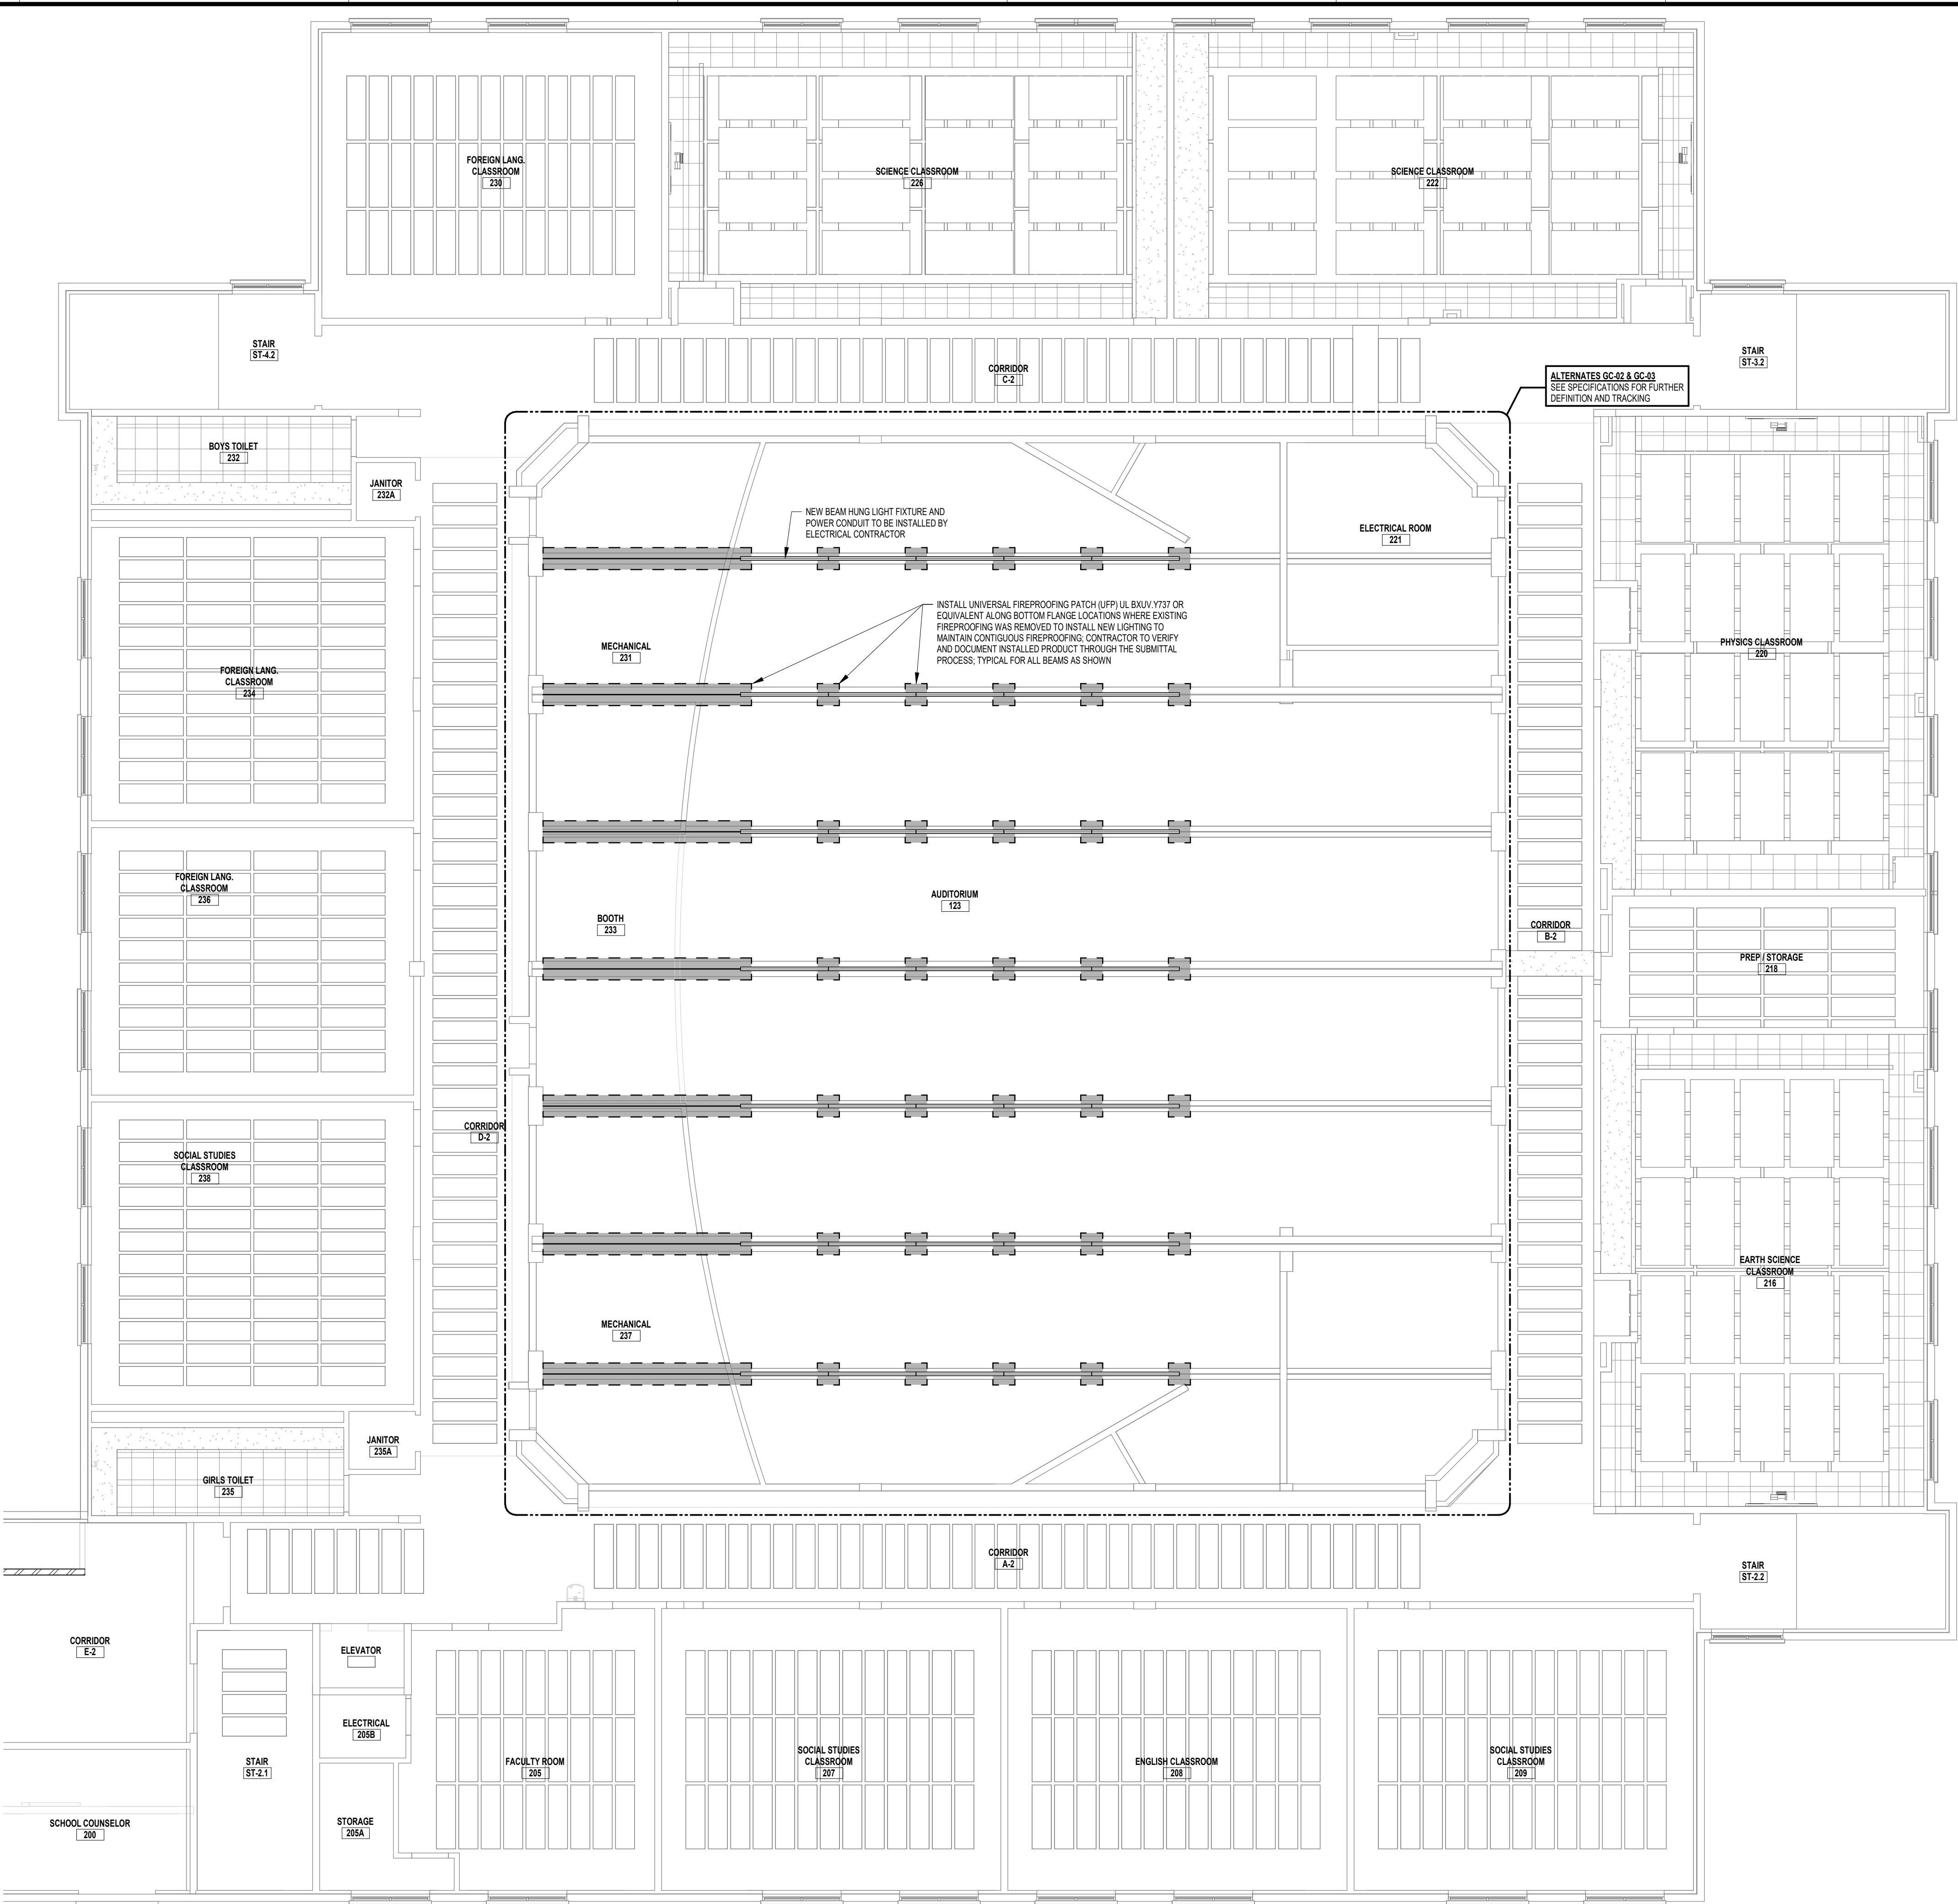 FOREIGN LANG.
CLASSROOM
230
SCIENCE CLASSROOM
226
SCIENCE CLASSROOM
222
STAIR
ST-4.2
CORRIDOR
C-2
STAIR
ST-3.2
ALTERNATES GC-02 & GC-03
SEE SPECIFICATIONS FOR FURTHER
DEFINITION AND TRACKING
BOYS TOILET
232
JANITOR
232A
NEW BEAM HUNG LIGHT FIXTURE AND
POWER CONDUIT TO BE INSTALLED BY
ELECTRICAL CONTRACTOR
ELECTRICAL ROOM
221
INSTALL UNIVERSAL FIREPROOFING PATCH (UFP) UL BXUV.Y737 OR
EQUIVALENT ALONG BOTTOM FLANGE LOCATIONS WHERE EXISTING
FIREPROOFING WAS REMOVED TO INSTALL NEW LIGHTING TO
MAINTAIN CONTIGUOUS FIREPROOFING; CONTRACTOR TO VERIFY
AND DOCUMENT INSTALLED PRODUCT THROUGH THE SUBMITTAL
PROCESS; TYPICAL FOR ALL BEAMS AS SHOWN
MECHANICAL
231
PHYSICS CLASSROOM
220
FOREIGN LANG.
CLASSROOM
234
FOREIGN LANG.
CLASSROOM
236
AUDITORIUM
123
BOOTH
233
CORRIDOR
B-2
PREP / STORAGE
218
CORRIDOR
D-2
SOCIAL STUDIES
CLASSROOM
238
EARTH SCIENCE
CLASSROOM
216
MECHANICAL
237
JANITOR
235A
GIRLS TOILET
235
CORRIDOR
A-2
STAIR
ST-2.2
CORRIDOR
E-2
ELEVATOR
ELECTRICAL
205B
STAIR
ST-2.1
FACULTY ROOM
205
SOCIAL STUDIES
CLASSROOM
207
ENGLISH CLASSROOM
208
SOCIAL STUDIES
CLASSROOM
209
SCHOOL COUNSELOR
200
STORAGE
205A